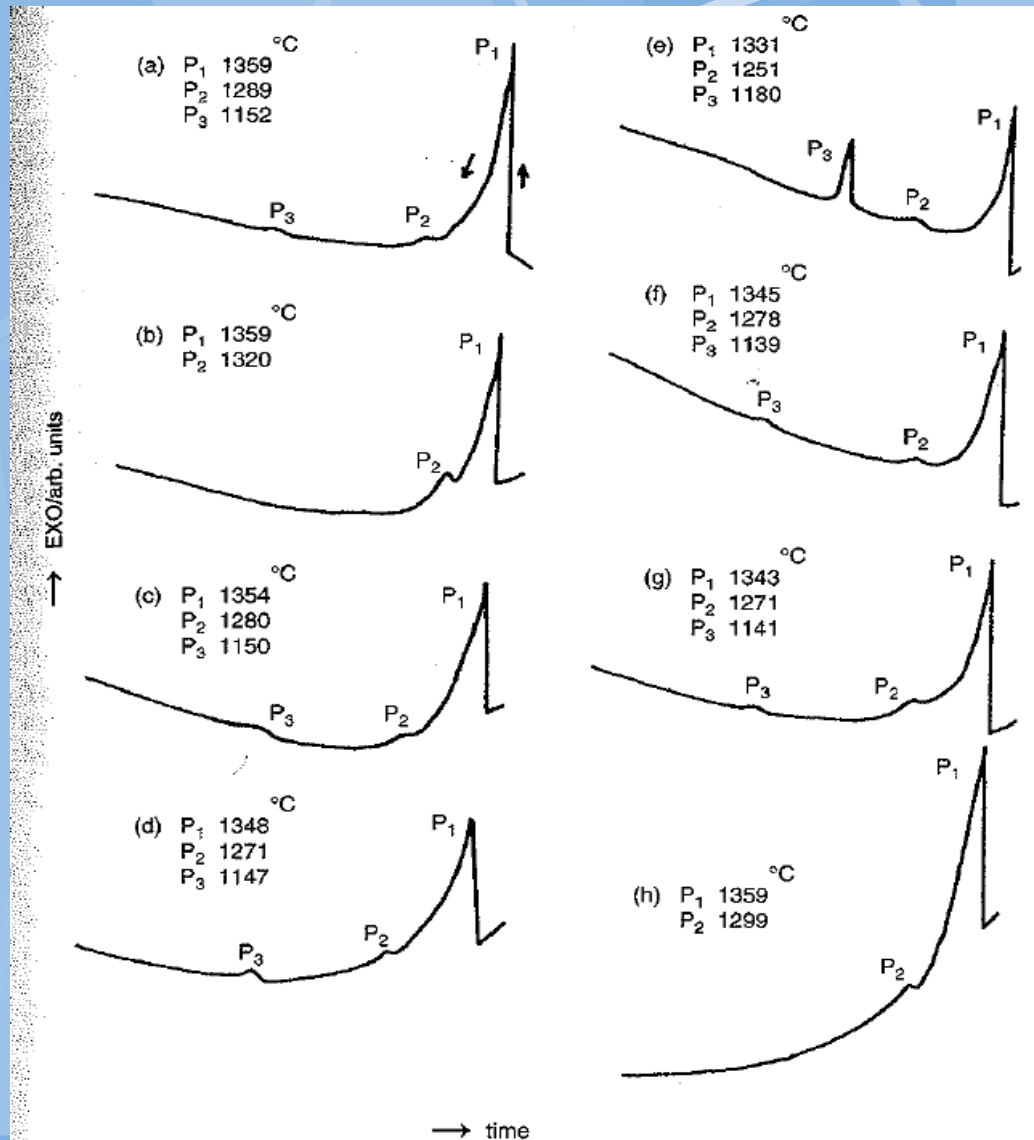 °C
(a) P₁ 1359
P₂ 1289
P₃ 1152
P₁
P₃
P₂
°C
(b) P₁ 1359
P₂ 1320
P₁
P₂
EXO/arb. units
°C
(c) P₁ 1354
P₂ 1280
P₃ 1150
P₁
P₃
P₂
°C
(d) P₁ 1348
P₂ 1271
P₃ 1147
P₁
P₃
P₂
°C
(e) P₁ 1331
P₂ 1251
P₃ 1180
P₁
P₃
P₂
°C
(f) P₁ 1345
P₂ 1278
P₃ 1139
P₁
P₃
P₂
°C
(g) P₁ 1343
P₂ 1271
P₃ 1141
P₁
P₃
P₂
P₁
°C
(h) P₁ 1359
P₂ 1299
P₂
→ time